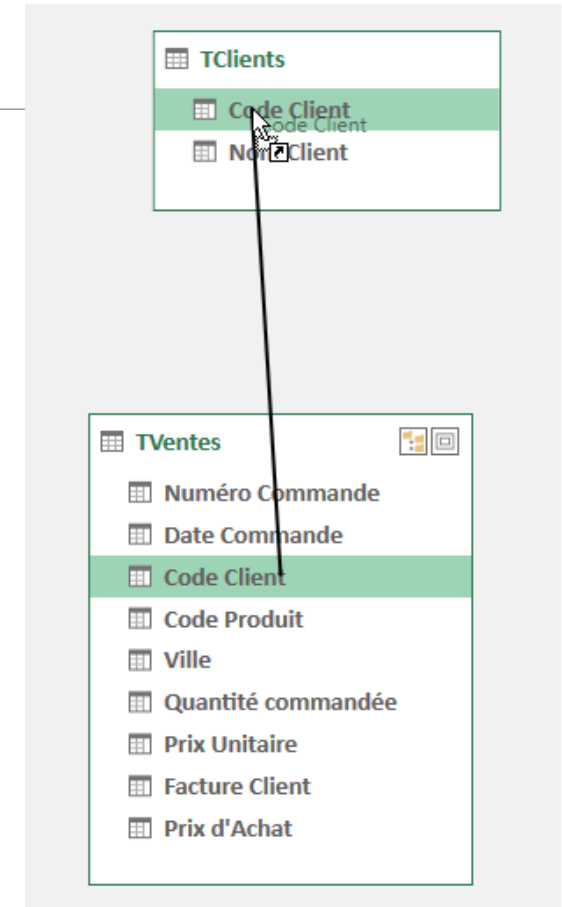 TClients
Code Client
Code Client
Nom Client
TVentes
Numéro Commande
Date Commande
Code Client
Code Produit
Ville
Quantité commandée
Prix Unitaire
Facture Client
Prix d'Achat